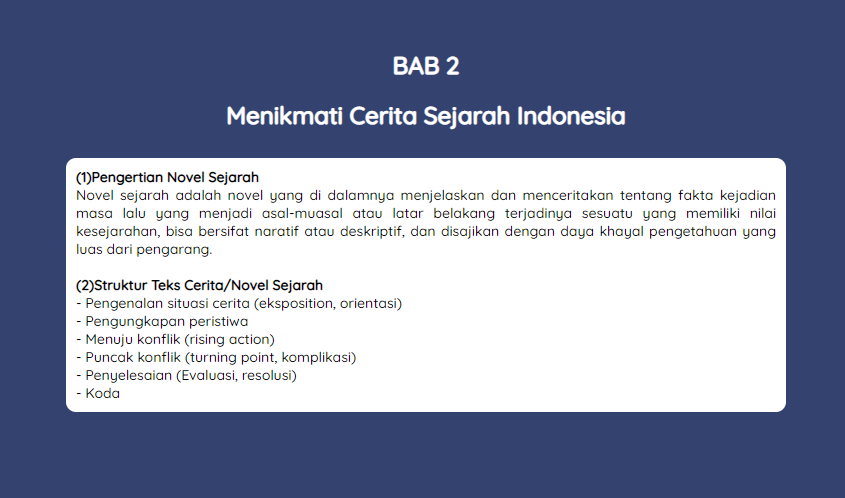 BAB 2
Menikmati Cerita Sejarah Indonesia
(1)Pengertian Novel Sejarah
Novel sejarah adalah novel yang di dalamnya menjelaskan dan menceritakan tentang fakta kejadian
masa lalu yang menjadi asal-muasal atau latar belakang terjadinya sesuatu yang memiliki nilai
kesejarahan, bisa bersifat naratif atau deskriptif, dan disajikan dengan daya khayal pengetahuan yang
luas dari pengarang.
(2)Struktur Teks Cerita/Novel Sejarah
- Pengenalan situasi cerita (eksposition, orientasi)
- Pengungkapan peristiwa
- Menuju konflik (rising action)
- Puncak konflik (turning point, komplikasi)
- Penyelesaian (Evaluasi, resolusi)
- Koda